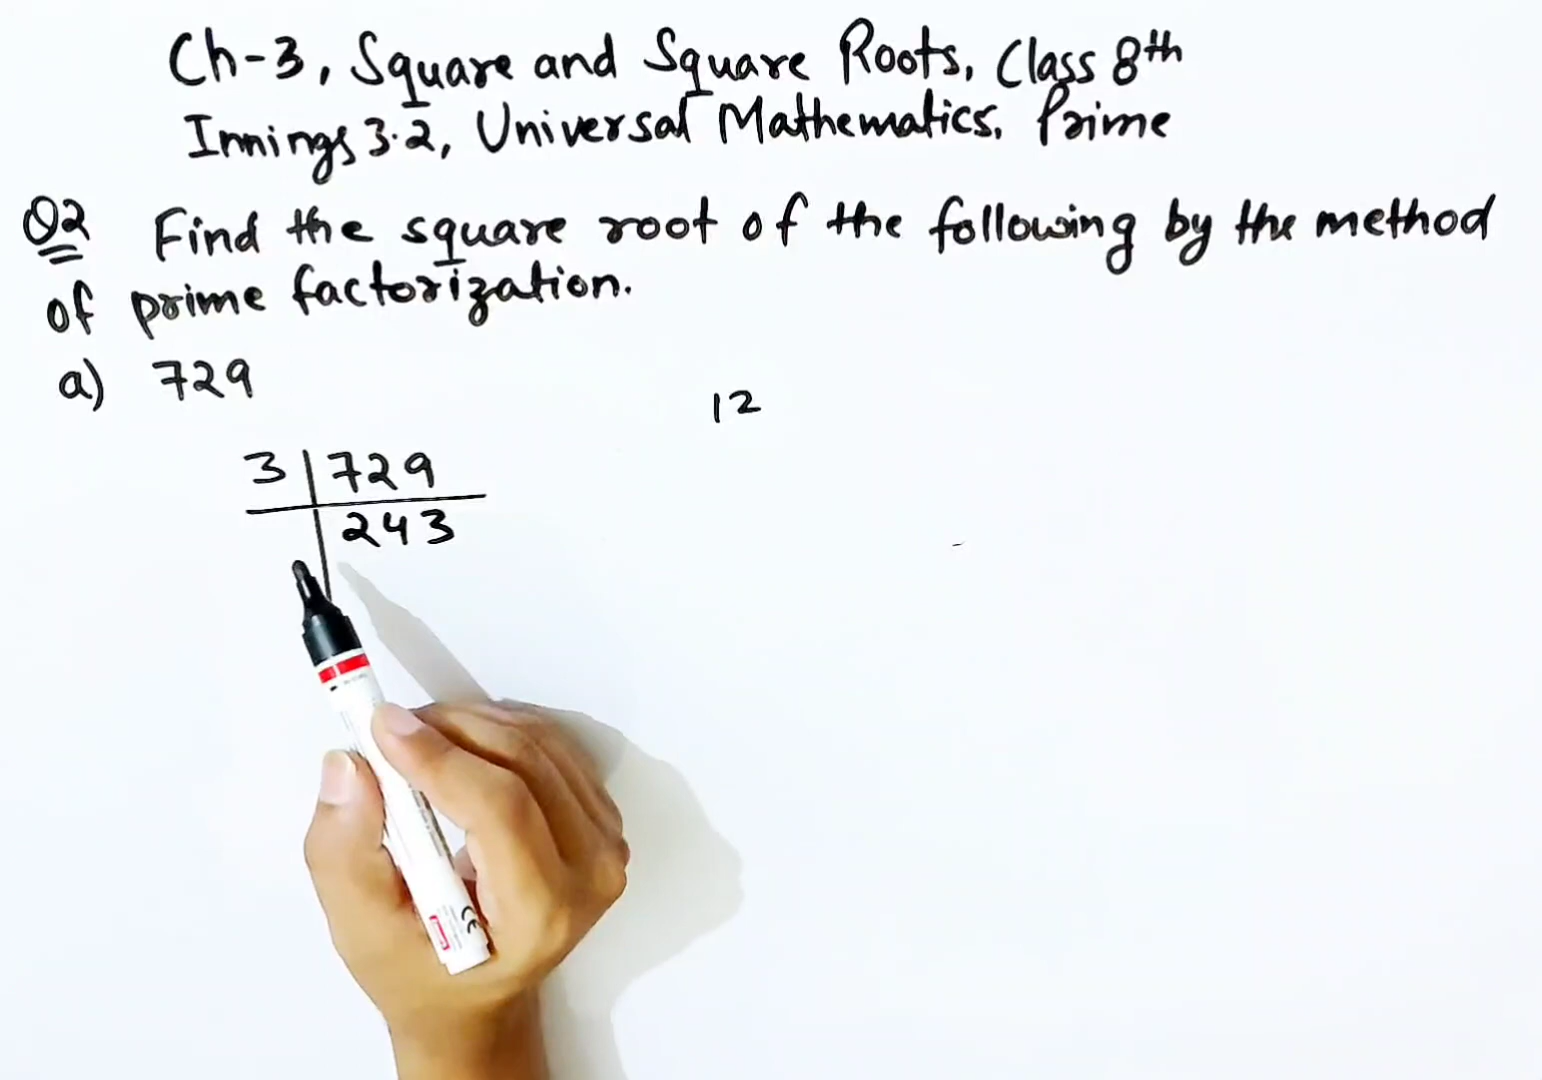 Ch-3, Square and Square Roots, Class 8th
Innings 3.2, Universal Mathematics, Prime
Q2 Find the square root of the following by the method
of prime factorization.
a) 729
12
3 729
243
CE